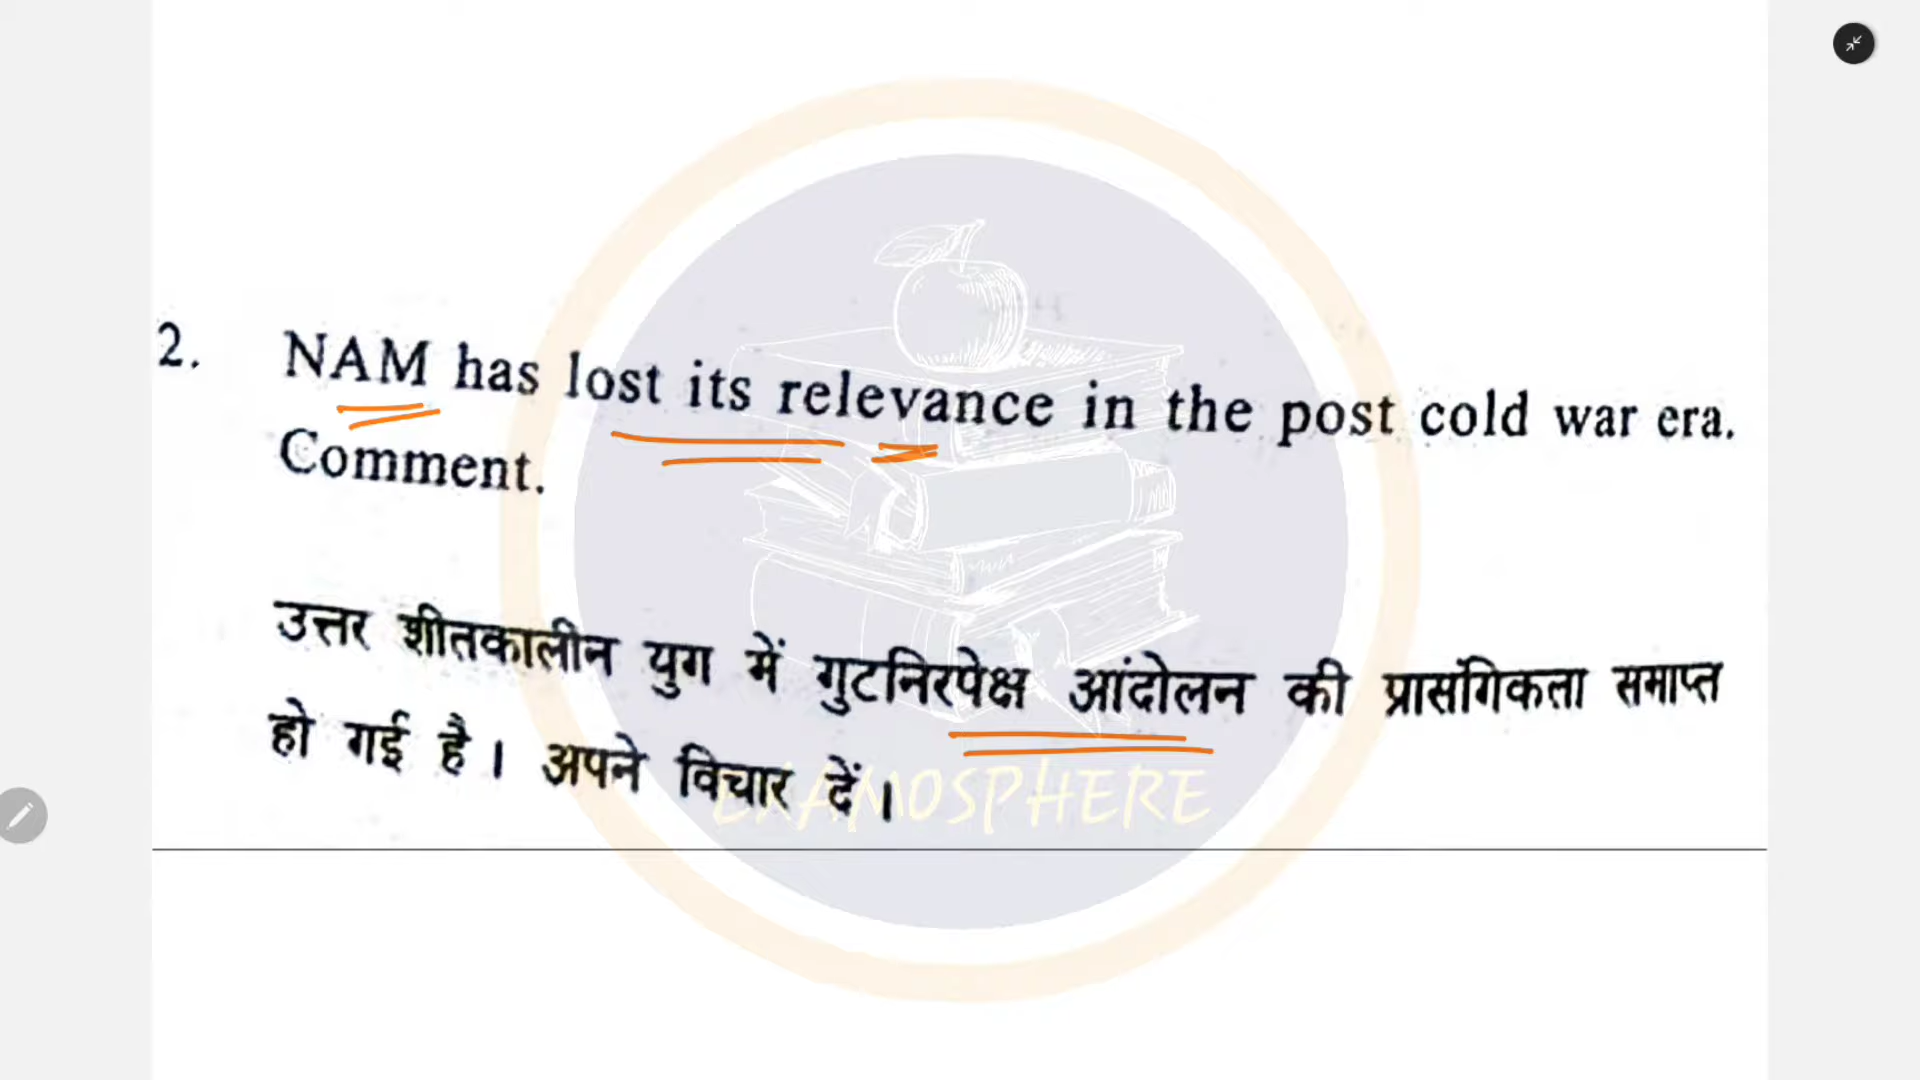 2. NAM has lost its relevance in the post cold war era.
Comment.
उत्तर शीतकालीन युग में गुटनिरपेक्ष आंदोलन की प्रासंगिकता समाप्त
हो गई है। अपने विचार दें।
EXAMOSPHERE